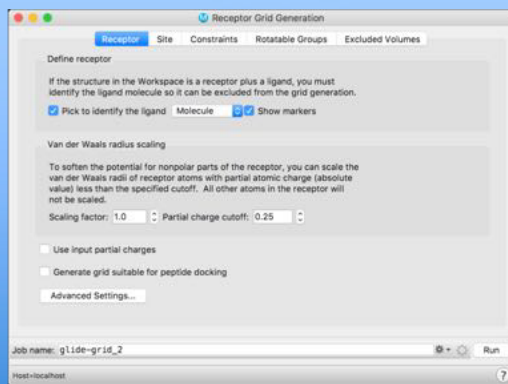 Receptor Grid Generation
Receptor Site Constraints Rotatable Groups Excluded Volumes
Define receptor
If the structure in the Workspace is a receptor plus a ligand, you must
identify the ligand molecule so it can be excluded from the grid generation.
Pick to identify the ligand Molecule Show markers
Van der Waals radius scaling
To soften the potential for nonpolar parts of the receptor, you can scale the
van der Waals radii of receptor atoms with partial atomic charge (absolute
value) less than the specified cutoff. All other atoms in the receptor will
not be scaled.
Scaling factor: 1.0 Partial charge cutoff: 0.25
Use input partial charges
Generate grid suitable for peptide docking
Advanced Settings...
Job name: glide-grid_2 Run
Host=localhost ?